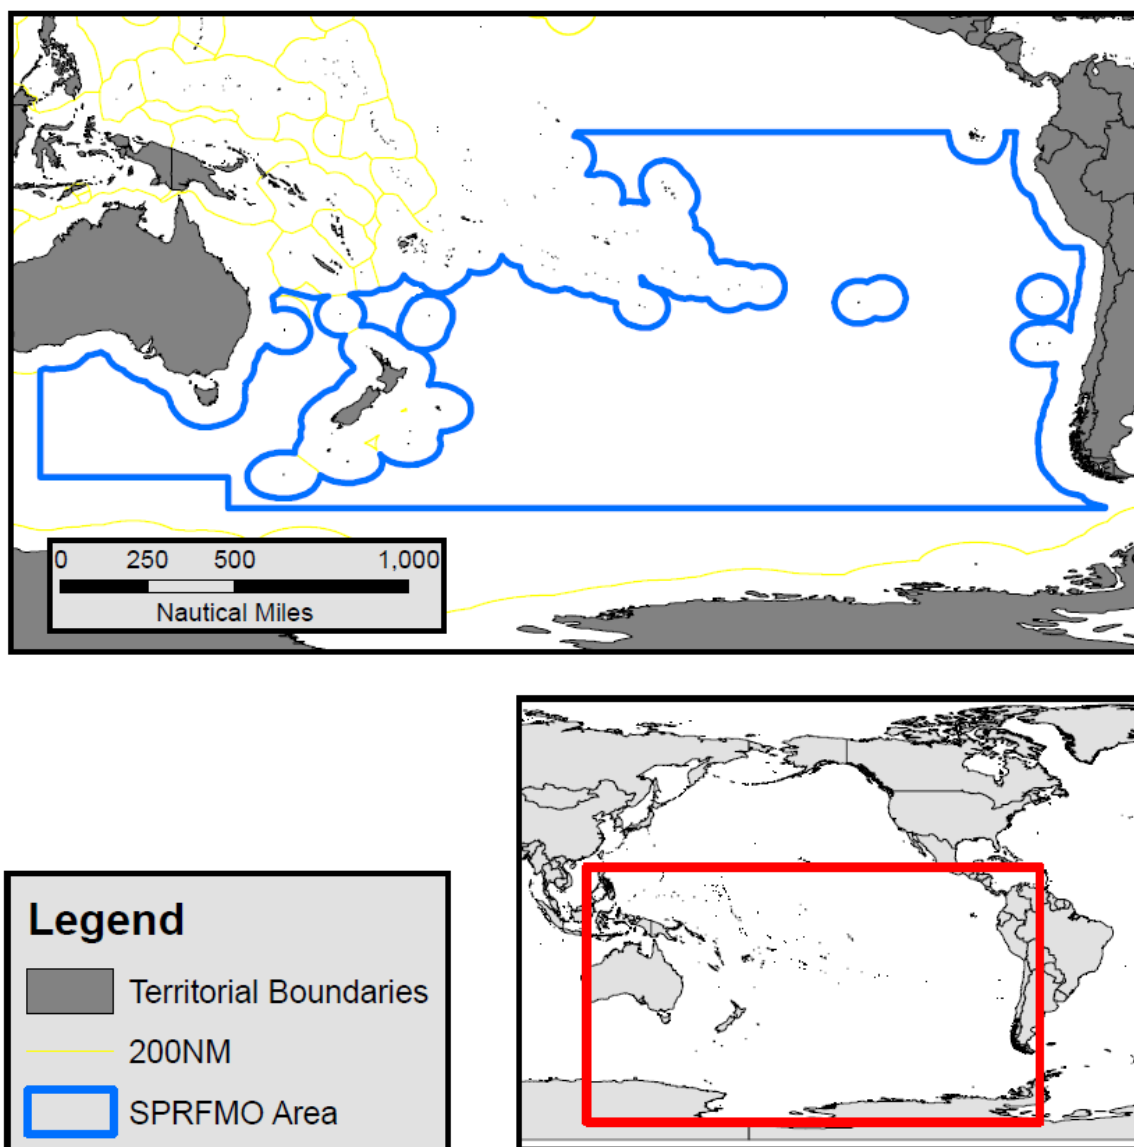 0 250 500 1,000
Nautical Miles
Legend
Territorial Boundaries
200NM
SPRFMO Area